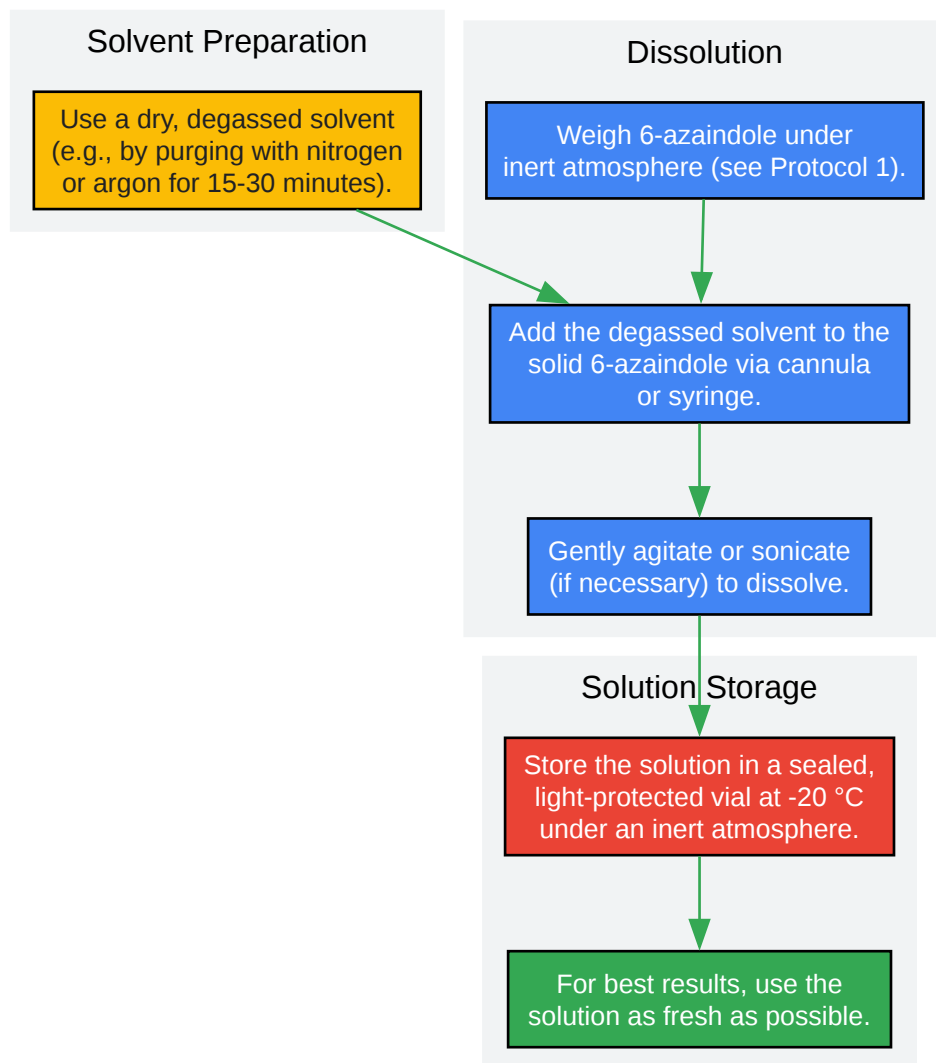 Solvent Preparation
Use a dry, degassed solvent
(e.g., by purging with nitrogen
or argon for 15-30 minutes).
Dissolution
Weigh 6-azaindole under
inert atmosphere (see Protocol 1).
Add the degassed solvent to the
solid 6-azaindole via cannula
or syringe.
Gently agitate or sonicate
(if necessary) to dissolve.
Solution Storage
Store the solution in a sealed,
light-protected vial at -20 °C
under an inert atmosphere.
For best results, use the
solution as fresh as possible.